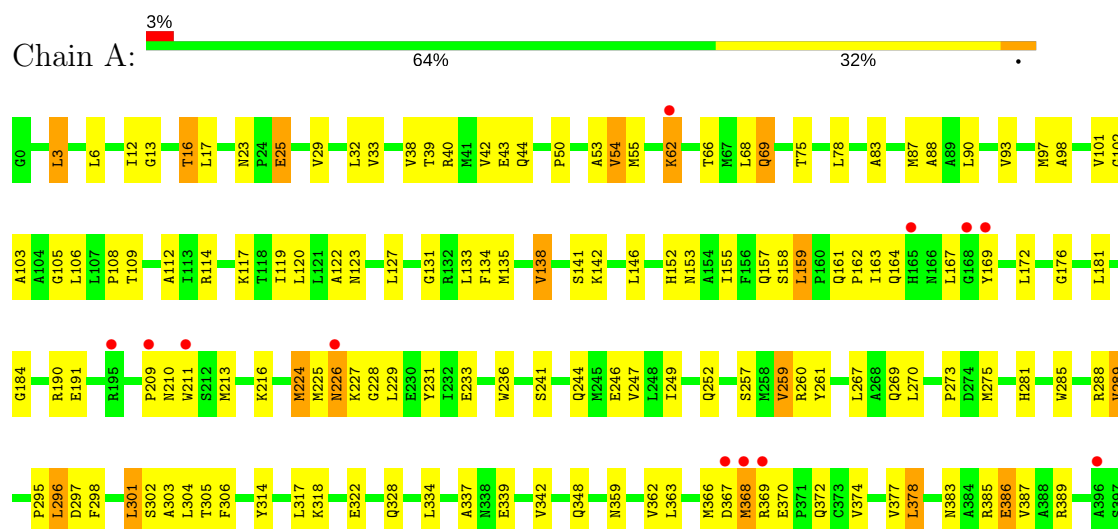 3%
Chain A:
64% 32% •
G0 L3 L6 I12 G13 T16 L17 N23 P24 E25 V29 L32 V33 V38 T39 R40 M41 V42 E43 Q44 P50 A53 V54 M55 K62 T66 M67 L68 Q69 T75 L78 A83 M87 A88 A89 L90 V93 M97 A98 V101
A103 A104 G105 L106 L107 P108 T109 A112 I113 R114 K117 T118 I119 L120 L121 A122 N123 L127 G131 R132 L133 F134 M135 V138 S141 K142 L146 H152 N153 A154 I155 F156 Q157 S158 L159 P160 Q161 P162 I163 Q164 H165 N166 L167 G168 Y169 L172 G176 L181
G184 R190 E191 R195 P209 N210 W211 S212 M213 K216 M224 M225 N226 K227 G228 L229 E230 Y231 I232 E233 W236 S241 Q244 M245 E246 V247 L248 I249 Q252 S257 M258 V259 R260 Y261 L267 A268 Q269 L270 P273 D274 M275 H281 W285 R288
P295 L296 D297 F298 L301 S302 A303 L304 T305 F306 Y314 L317 K318 E322 Q328 L334 A337 N338 E339 V342 Q348 N359 V362 L363 M366 D367 M368 R369 E370 P371 Q372 C373 V374 V377 L378 N383 A384 R385 E386 V387 A388 R389 A396